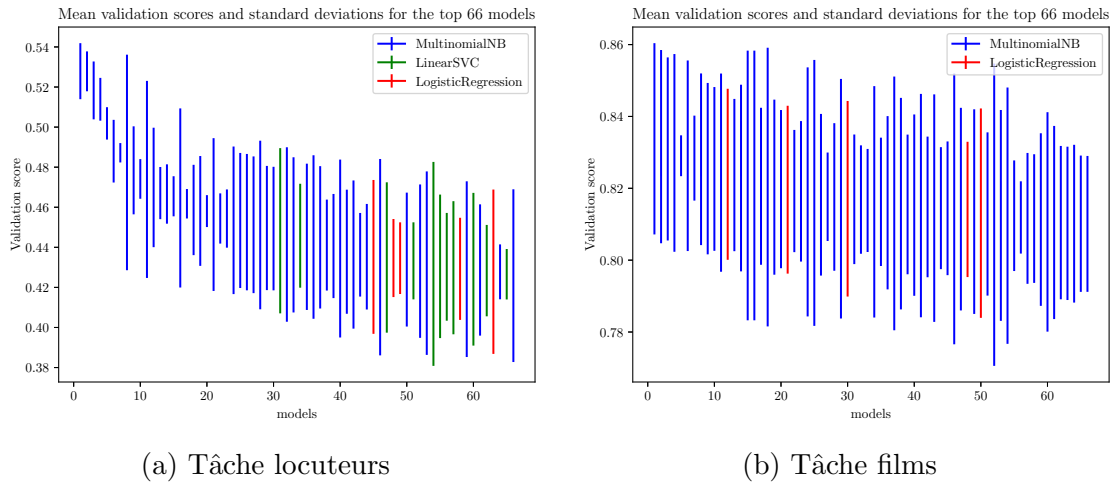 Mean validation scores and standard deviations for the top 66 models
0.54
0.52
0.50
0.48
0.46
0.44
0.42
0.40
0.38
Validation score
MultinomialNB
LinearSVC
LogisticRegression
0 10 20 30 40 50 60
models
(a) Tâche locuteurs
Mean validation scores and standard deviations for the top 66 models
0.86
0.84
0.82
0.80
0.78
Validation score
MultinomialNB
LogisticRegression
0 10 20 30 40 50 60
models
(b) Tâche films